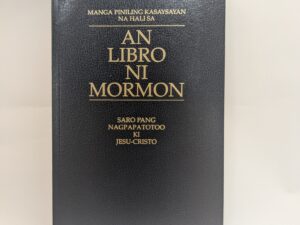 MANGA PINILING KASAYSAYAN
NA HALI SA
AN
LIBRO
NI
MORMON
SARO PANG
NAGPAPATOTOO
KI
JESU-CRISTO